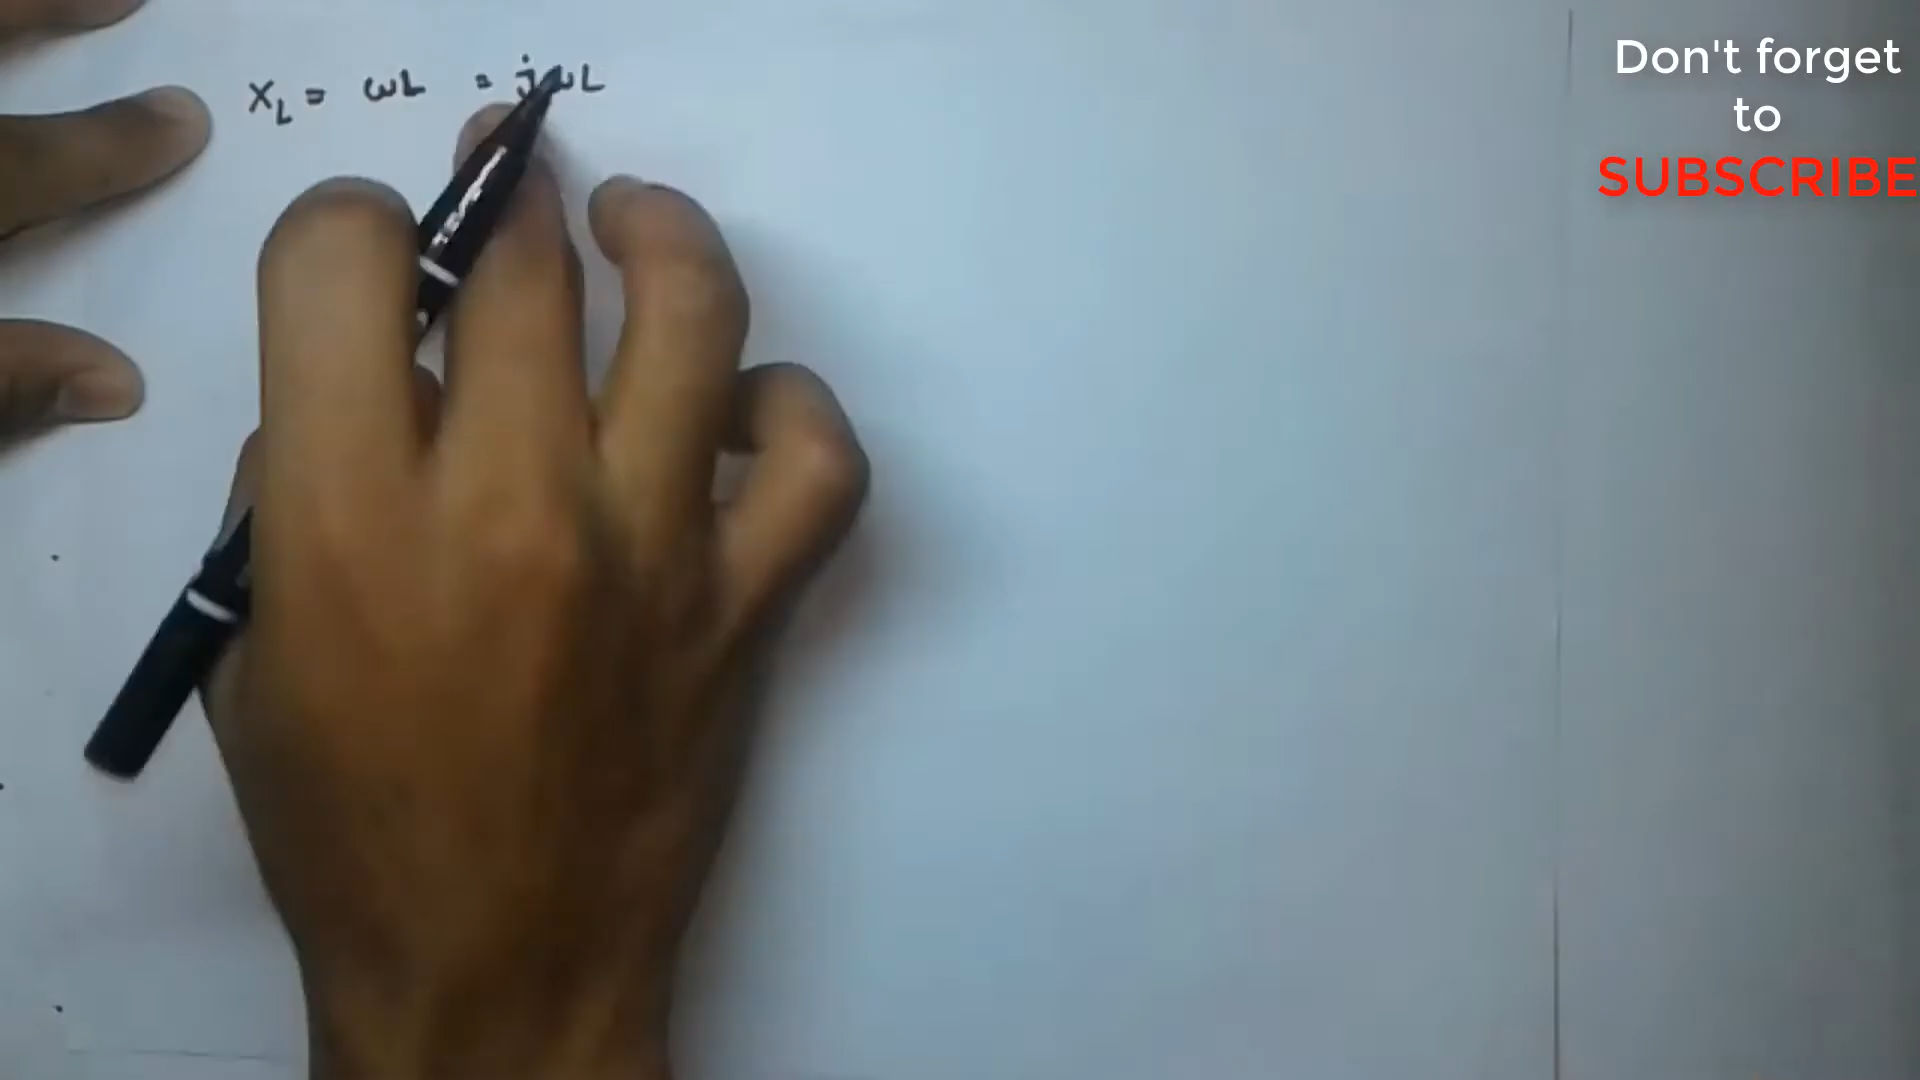 X_L = ωL = jωL
Don't forget
to
SUBSCRIBE